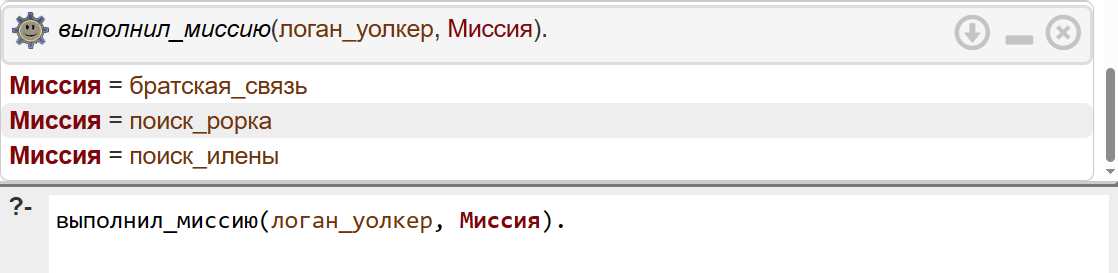 выполнил_миссию(логан_уолкер, Миссия).
Миссия = братская_связь
Миссия = поиск_рорка
Миссия = поиск_илены
?- выполнил_миссию(логан_уолкер, Миссия).